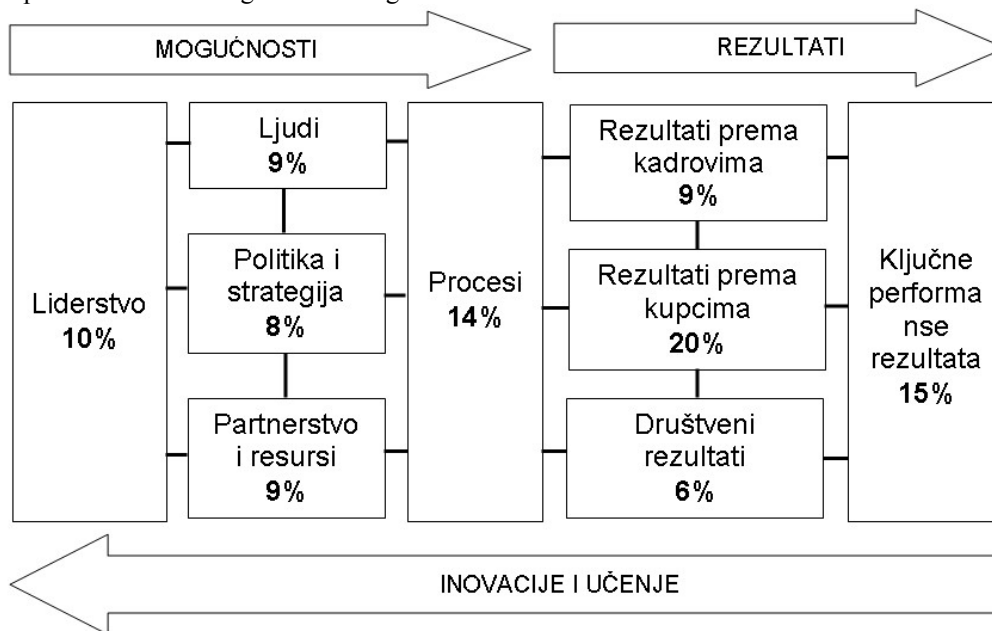 MOGUĆNOSTI
REZULTATI
Liderstvo
10%
Ljudi
9%
Politika i
strategija
8%
Partnerstvo
i resursi
9%
Procesi
14%
Rezultati prema
kadrovima
9%
Rezultati prema
kupcima
20%
Društveni
rezultati
6%
Ključne
performa
nse
rezultata
15%
INOVACIJE I UČENJE